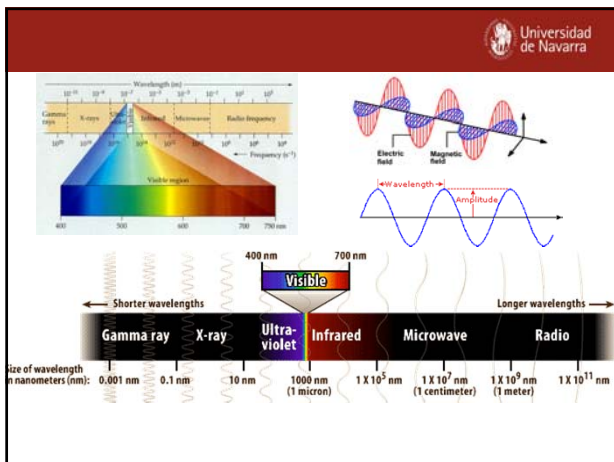 Universidad
de Navarra
Wavelength (m)
Gamma rays
X-rays
Infrared
Microwaves
Radio frequency
Frequency (s⁻¹)
Visible region
400
500
600
700
750 nm
Electric field
Magnetic field
Wavelength
Amplitude
400 nm
700 nm
Visible
Shorter wavelengths
Longer wavelengths
Gamma ray
X-ray
Ultra-
violet
Infrared
Microwave
Radio
Size of wavelength
in nanometers (nm):
0.001 nm
0.1 nm
10 nm
1000 nm
(1 micron)
1 X 10⁵ nm
1 X 10⁷ nm
(1 centimeter)
1 X 10⁹ nm
(1 meter)
1 X 10¹¹ nm